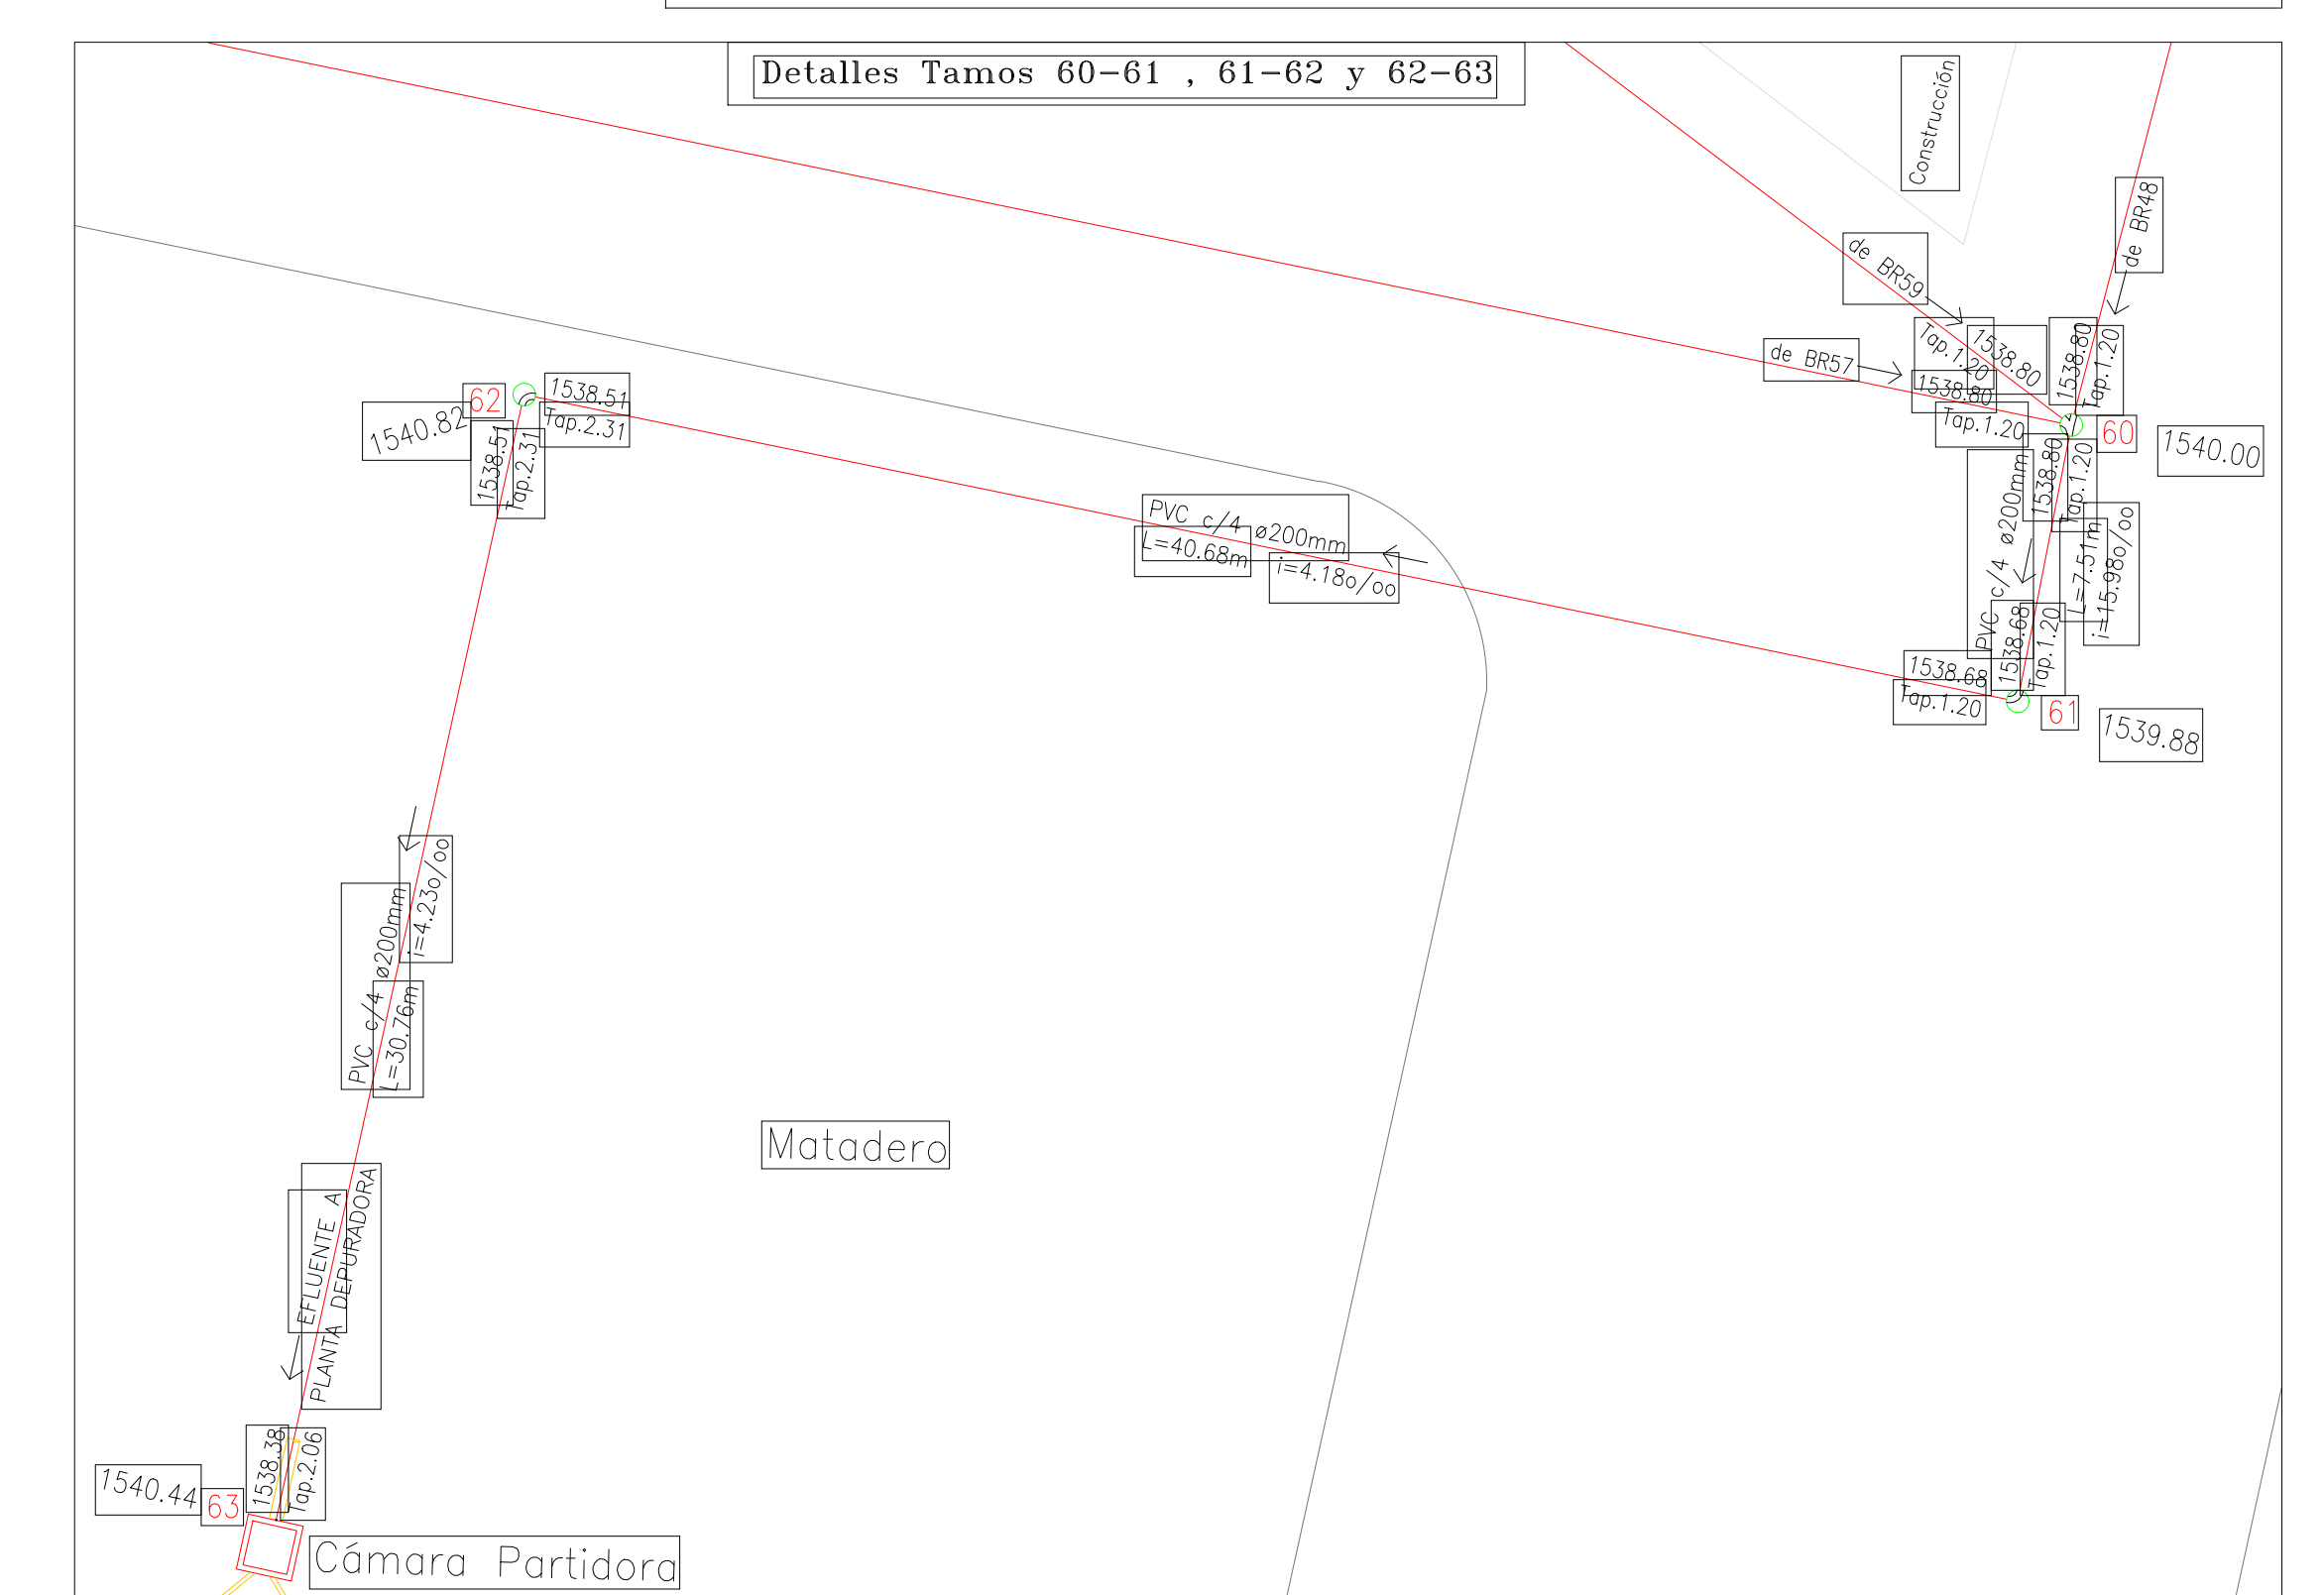 Detalles Tamos 60-61 , 61-62 y 62-63
Construcción
de BR48
de BR59
de BR57
Tap.1.20
1538.80
1538.80
Tap.1.20
1538.80
Tap.1.20
60
1540.00
62
1540.82
1538.51
Tap.2.31
1538.51
Tap.2.31
PVC c/4 ø200mm
L=40.68m
i=4.18o/oo
1538.80
Tap.1.20
PVC c/4 ø200mm
L=7.51m
i=15.98o/oo
1538.68
Tap.1.20
1538.68
Tap.1.20
61
1539.88
i=4.23o/oo
PVC c/4 ø200mm
L=30.76m
Matadero
EFLUENTE A
PLANTA DEPURADORA
1538.38
Tap.2.06
1540.44
63
Cámara Partidora